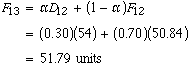 F₁₃ = αD₁₂ + (1 − α)F₁₂
= (0.30)(54) + (0.70)(50.84)
= 51.79 units